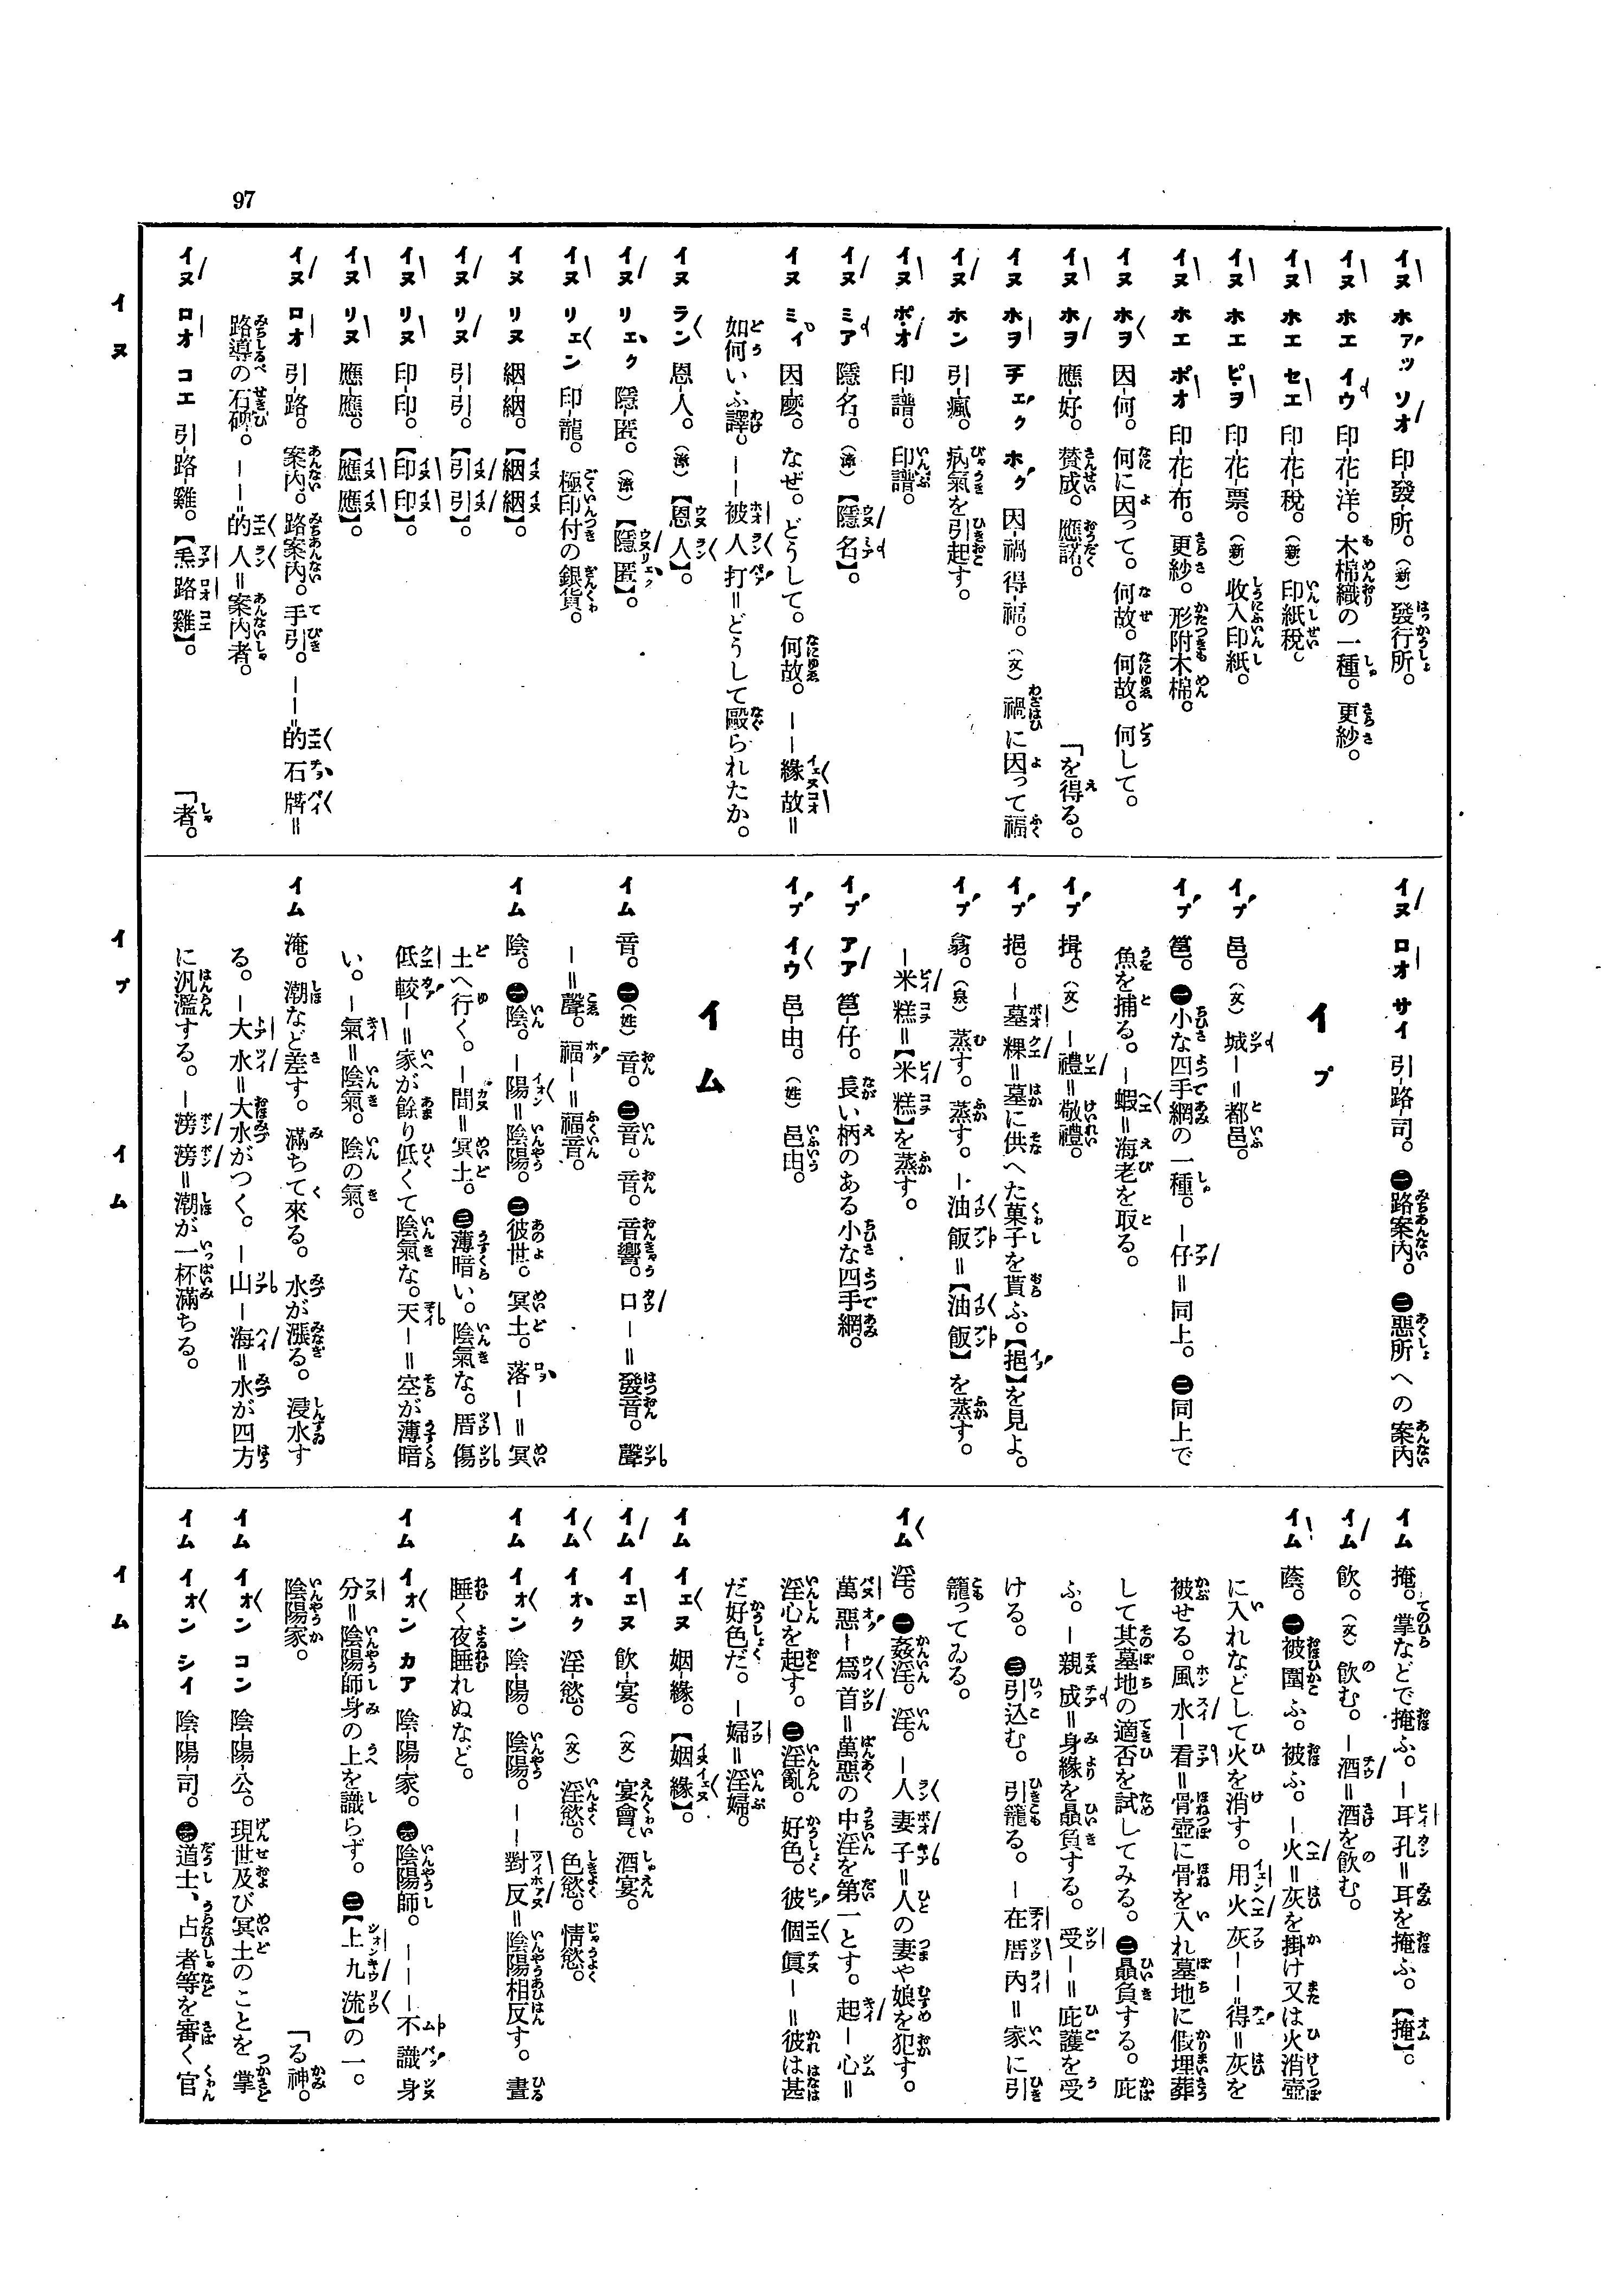 97
イヌ ホァッ ソオ 印-發-所。（新）發行所。
イヌ ホエ イウ 印-花-洋。木棉織の一種。更紗。
イヌ ホエ セエ 印-花-稅。（新）印紙稅。
イヌ ホエ ピヲ 印-花-票。（新）收入印紙。
イヌ ホエ ポオ 印-花-布。更紗。形附木棉。
イヌ ホヲ 因-何。何に因って。何故。何故。何して。
イヌ ホヲ 應-好。贊成。應諾。 「を得る。
イヌ ホヲ チェク ホク 因-禍 得-福。（文）禍に因って福
イヌ ホン 引-瘋。病氣を引起す。
イヌ ポオ 印-譜。印譜。
イヌ ミア 隱-名。（漳）【隱名】。
イヌ ミィ 因-麼。なぜ。どうして。何故。－－緣故＝
如何いふ譯。－－被人打＝どうして毆られたか。
イヌ ラン 恩-人。（漳）【恩人】。
イヌ リェク 隱-匿。（漳）【隱匿】。
イヌ リェン 印-龍。極印付の銀貨。
イヌ リヌ 絪-絪。【絪絪】。
イヌ リヌ 引-引。【引引】。
イヌ リヌ 印-印。【印印】。
イヌ リヌ 應-應。【應應】。
イヌ ロオ 引-路。案內。路案內。手引。－－＝的石牌＝
路導の石碑。－－的人＝案內者。
イヌ ロオ コエ 引-路-雞。【𤆬路雞】。 「者。
イヌ ロオ サイ 引-路-司。㊀路案內。㊁惡所への案內
イプ
イプ 邑。（文）城－＝都邑。
イプ 笆。㊀小な四手網の一種。－仔＝同上。㊁同上で
魚を捕る。－蝦＝海老を取る。
イプ 揖。（文）－禮＝敬禮。
イプ 挹。－墓粿＝墓に供へた菓子を貰ふ。【挹】を見よ。
イプ 翕。（泉）蒸す。蒸す。－油飯＝【油飯】を蒸す。
－米糕＝【米糕】を蒸す。
イプ アア 笆-仔。長い柄のある小な四手網。
イプ イウ 邑-由。（姓）邑由。
イム
イム 音。㊀（姓）音。㊁音。音。音響。口－＝發音。聲
－＝聲。福－＝福音。
イム 陰。㊀陰。－陽＝陰陽。㊁彼世。冥土。落－＝冥
土へ行く。－間＝冥土。㊂薄暗い。陰氣な。厝傷
低較－＝家が餘り低くて陰氣な。天－＝空が薄暗
い。－氣＝陰氣。陰の氣。
イム 淹。潮など差す。滿ちて來る。水が漲る。浸水す
る。－大水＝大水がつく。－山－海＝水が四方
に汎濫する。－滂滂＝潮が一杯滿ちる。
イム 掩。掌などで掩ふ。－耳孔＝耳を掩ふ。【掩】。
イム 飲。（文）飲む。－酒＝酒を飲む。
イム 蔭。㊀被圍ふ。被ふ。－火＝灰を掛け又は火消壺
に入れなどして火を消す。用火灰－－得＝灰を
被せる。風水－看＝骨壺に骨を入れ墓地に假埋葬
して其墓地の適否を試してみる。㊁贔負する。庇
ふ。－親成＝身緣を贔負する。受－＝庇護を受
ける。㊂引込む。引籠る。－在厝內＝家に引
籠ってゐる。
イム 淫。㊀姦淫。淫。－人妻子＝人の妻や娘を犯す。
萬惡－爲首＝萬惡の中淫を第一とす。起－心＝
淫心を起す。㊁淫亂。好色。彼個眞－＝彼は甚
だ好色だ。－婦＝淫婦。
イム イェヌ 姻-緣。【姻緣】。
イム イェヌ 飲-宴。（文）宴會。酒宴。
イム イオク 淫-慾。（文）淫慾。色慾。情慾。
イム イォン 陰-陽。陰陽。－－對反＝陰陽相反す。晝
睡く夜睡れぬなど。
イム イォン カア 陰-陽-家。㊀陰陽師。－－－不識身
分＝陰陽師身の上を識らず。㊁【上九流】の一。
陰陽家。 「る神。
イム イォン コン 陰-陽-公。現世及び冥土のことを掌
イム イォン シイ 陰-陽-司。㊀道士、占者等を審く官
イヌ イプ イム イム